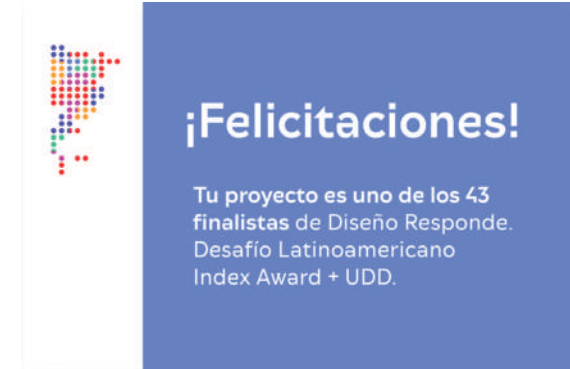 ¡Felicitaciones!
Tu proyecto es uno de los 43
finalistas de Diseño Responde.
Desafío Latinoamericano
Index Award + UDD.